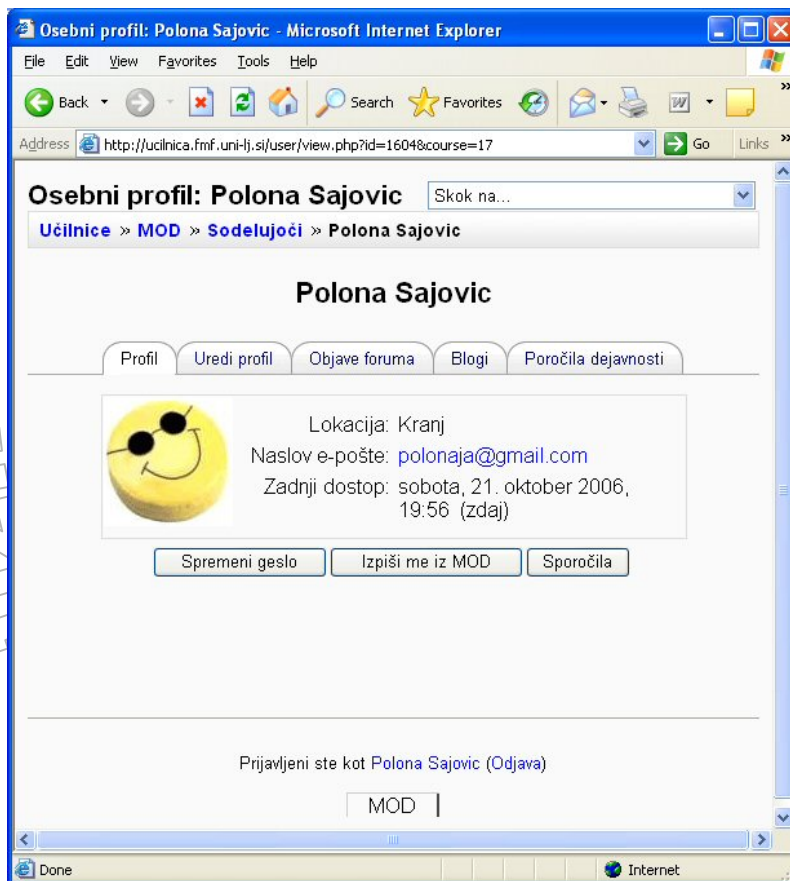 Osebni profil: Polona Sajovic - Microsoft Internet Explorer
File Edit View Favorites Tools Help
Back Search Favorites
Address http://ucilnica.fmf.uni-lj.si/user/view.php?id=1604&course=17 Go Links
Osebni profil: Polona Sajovic Skok na...
Učilnice » MOD » Sodelujoči » Polona Sajovic
Polona Sajovic
Profil Uredi profil Objave foruma Blogi Poročila dejavnosti
Lokacija: Kranj
Naslov e-pošte: polonaja@gmail.com
Zadnji dostop: sobota, 21. oktober 2006,
19:56 (zdaj)
Spremeni geslo Izpiši me iz MOD Sporočila
Prijavljeni ste kot Polona Sajovic (Odjava)
MOD
Done Internet